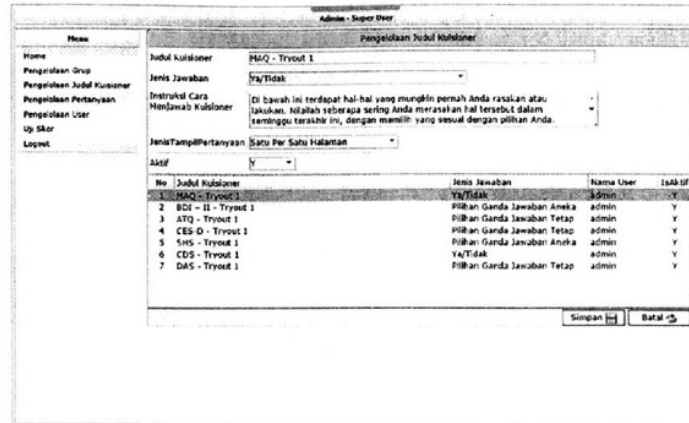 Admin - Super User
Menu
Home
Pengelolaan Grup
Pengelolaan Judul Kuisioner
Pengelolaan Pertanyaan
Pengelolaan User
Uji Skor
Logout
Pengelolaan Judul Kuisioner
Judul Kuisioner MAQ - Tryout 1
Jenis Jawaban Ya/Tidak
Instruksi Cara Menjawab Kuisioner
Di bawah ini terdapat hal-hal yang mungkin pernah Anda rasakan atau
lakukan. Nilailah seberapa sering Anda merasakan hal tersebut dalam
seminggu terakhir ini, dengan memilih yang sesuai dengan pilihan Anda.
JenisTampilPertanyaan Satu Per Satu Halaman
Aktif Y
No Judul Kuisioner Jenis Jawaban Nama User IsAktif
1 MAQ - Tryout 1 Ya/Tidak admin Y
2 BDI - II - Tryout 1 Pilihan Ganda Jawaban Aneka admin Y
3 ATQ - Tryout 1 Pilihan Ganda Jawaban Tetap admin Y
4 CES-D - Tryout 1 Pilihan Ganda Jawaban Tetap admin Y
5 SHS - Tryout 1 Pilihan Ganda Jawaban Aneka admin Y
6 CDS - Tryout 1 Ya/Tidak admin Y
7 DAS - Tryout 1 Pilihan Ganda Jawaban Tetap admin Y
Simpan Batal